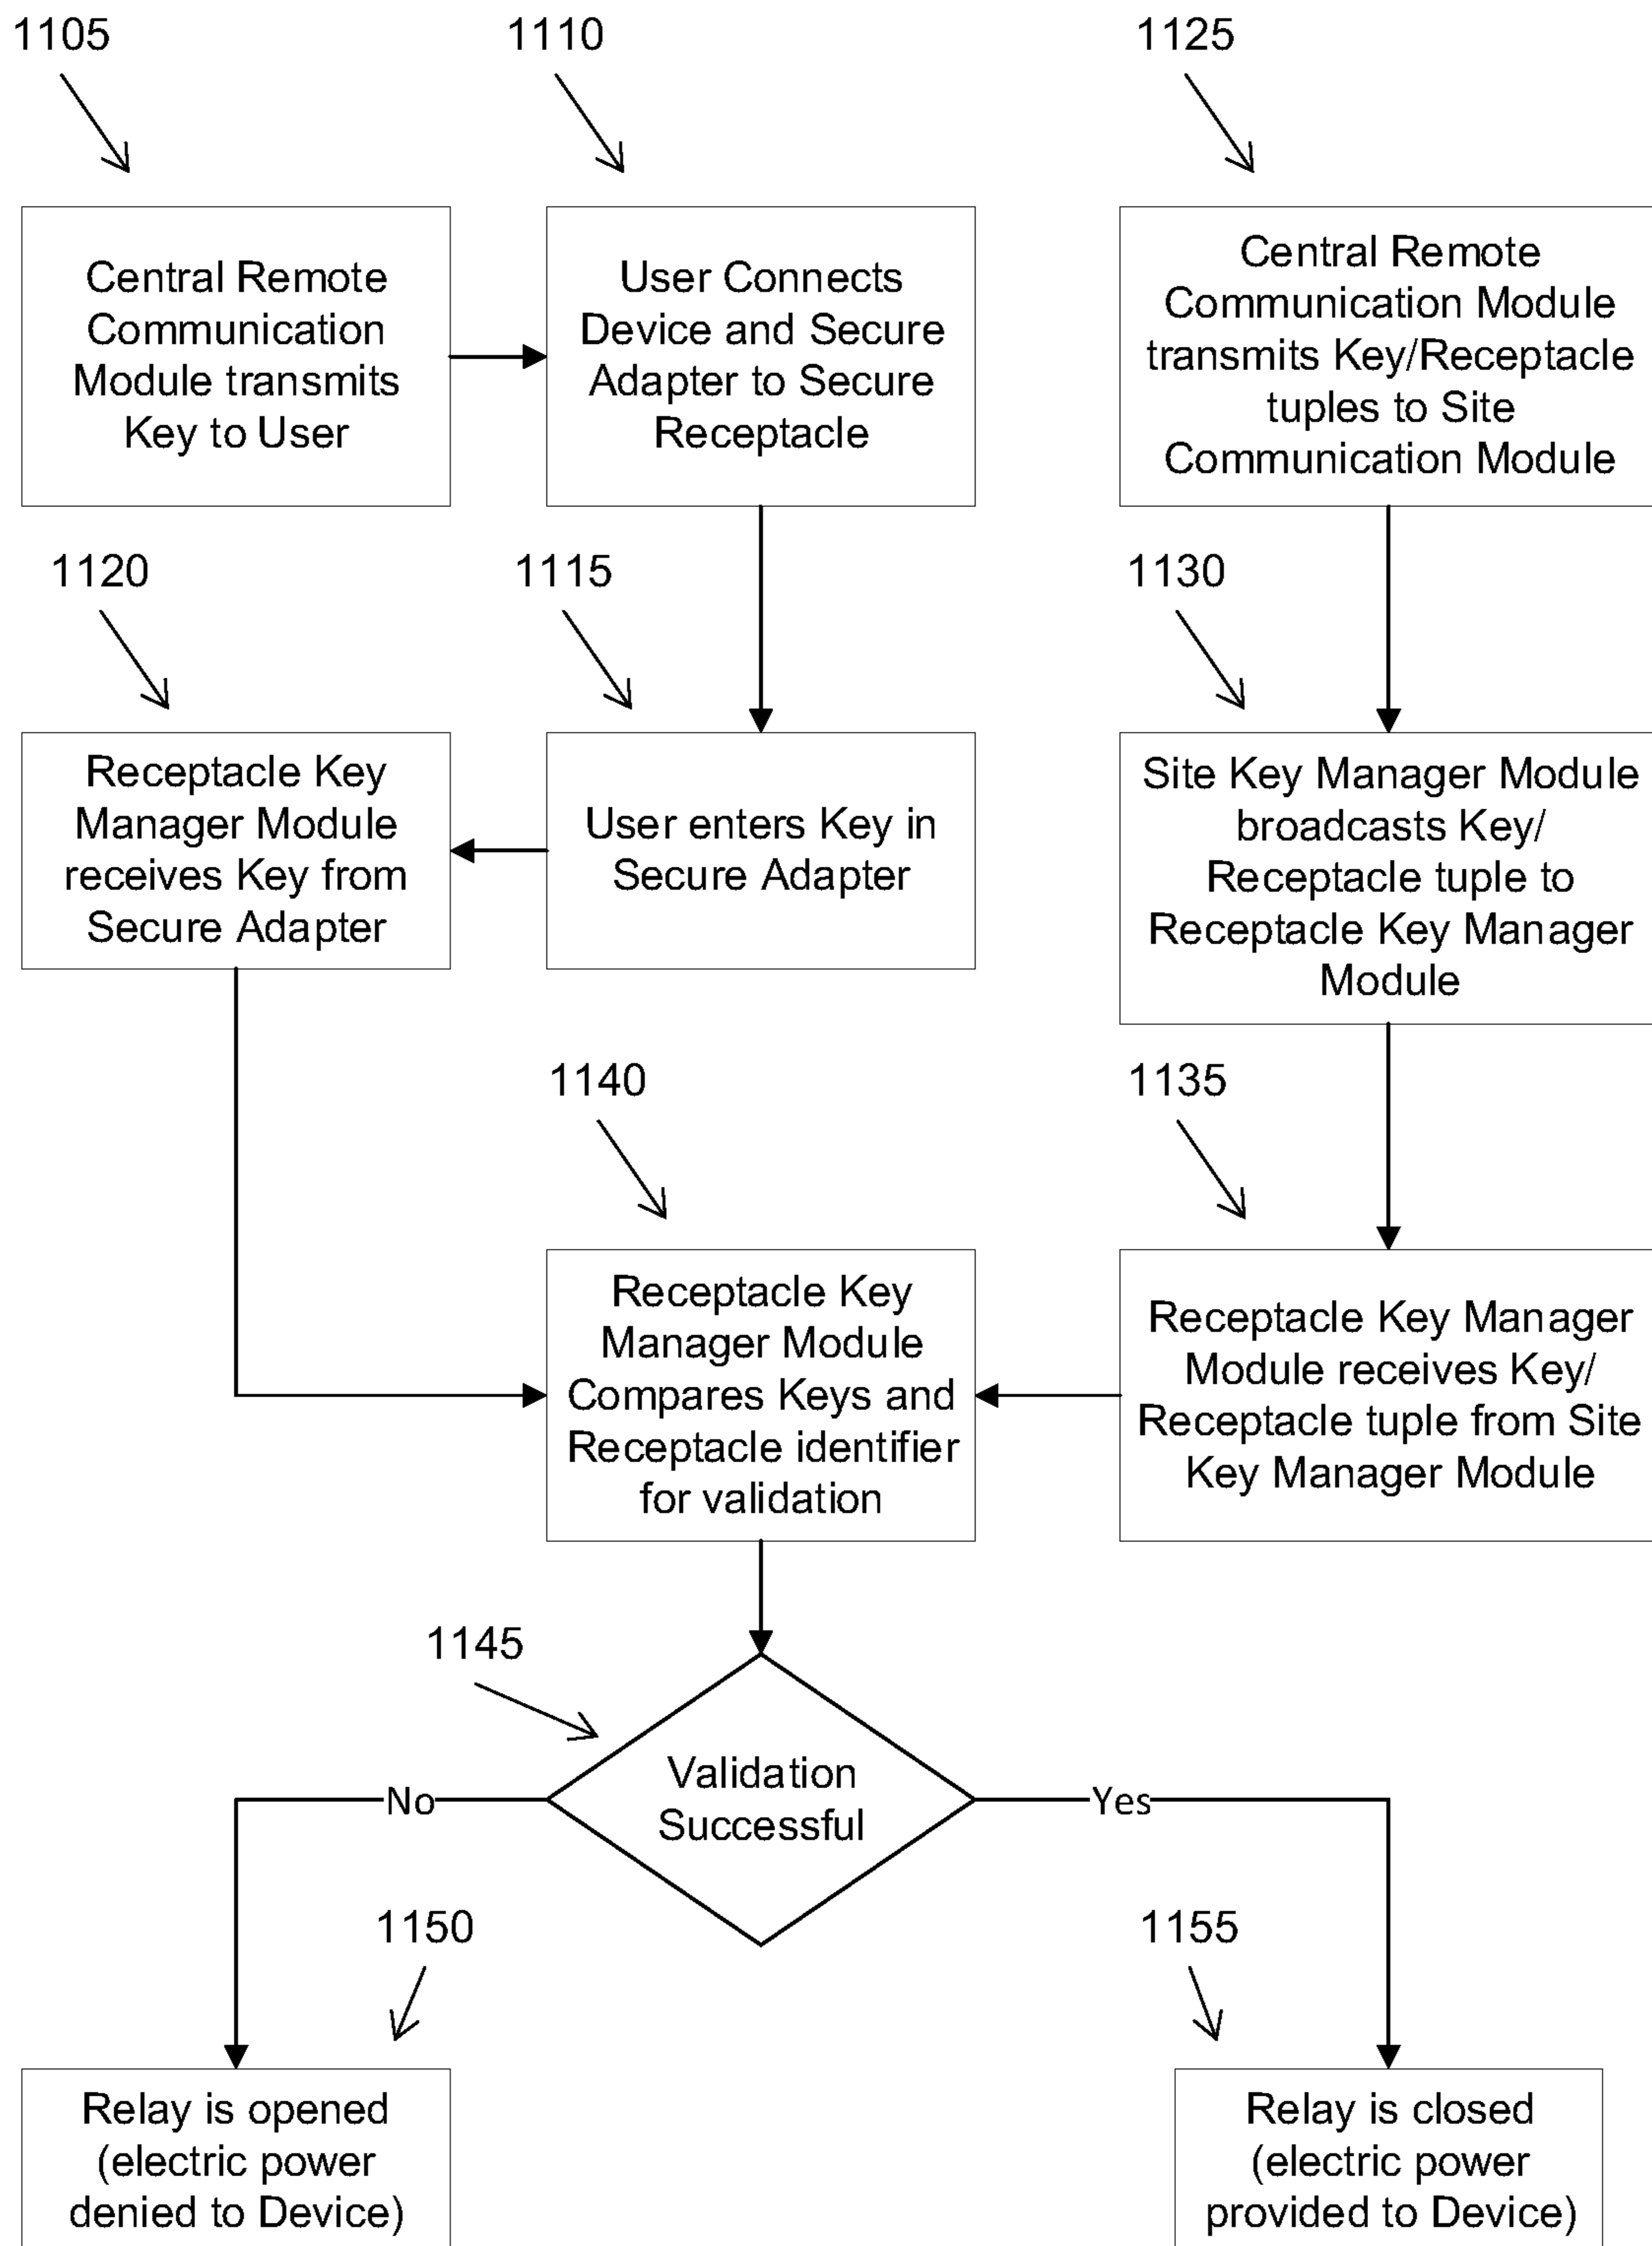 1105
1110
1125
Central Remote
Communication
Module transmits
Key to User
User Connects
Device and Secure
Adapter to Secure
Receptacle
Central Remote
Communication Module
transmits Key/Receptacle
tuples to Site
Communication Module
1120
1115
1130
Receptacle Key
Manager Module
receives Key from
Secure Adapter
User enters Key in
Secure Adapter
Site Key Manager Module
broadcasts Key/
Receptacle tuple to
Receptacle Key Manager
Module
1140
1135
Receptacle Key
Manager Module
Compares Keys and
Receptacle identifier
for validation
Receptacle Key Manager
Module receives Key/
Receptacle tuple from Site
Key Manager Module
1145
Validation
Successful
No
Yes
1150
1155
Relay is opened
(electric power
denied to Device)
Relay is closed
(electric power
provided to Device)